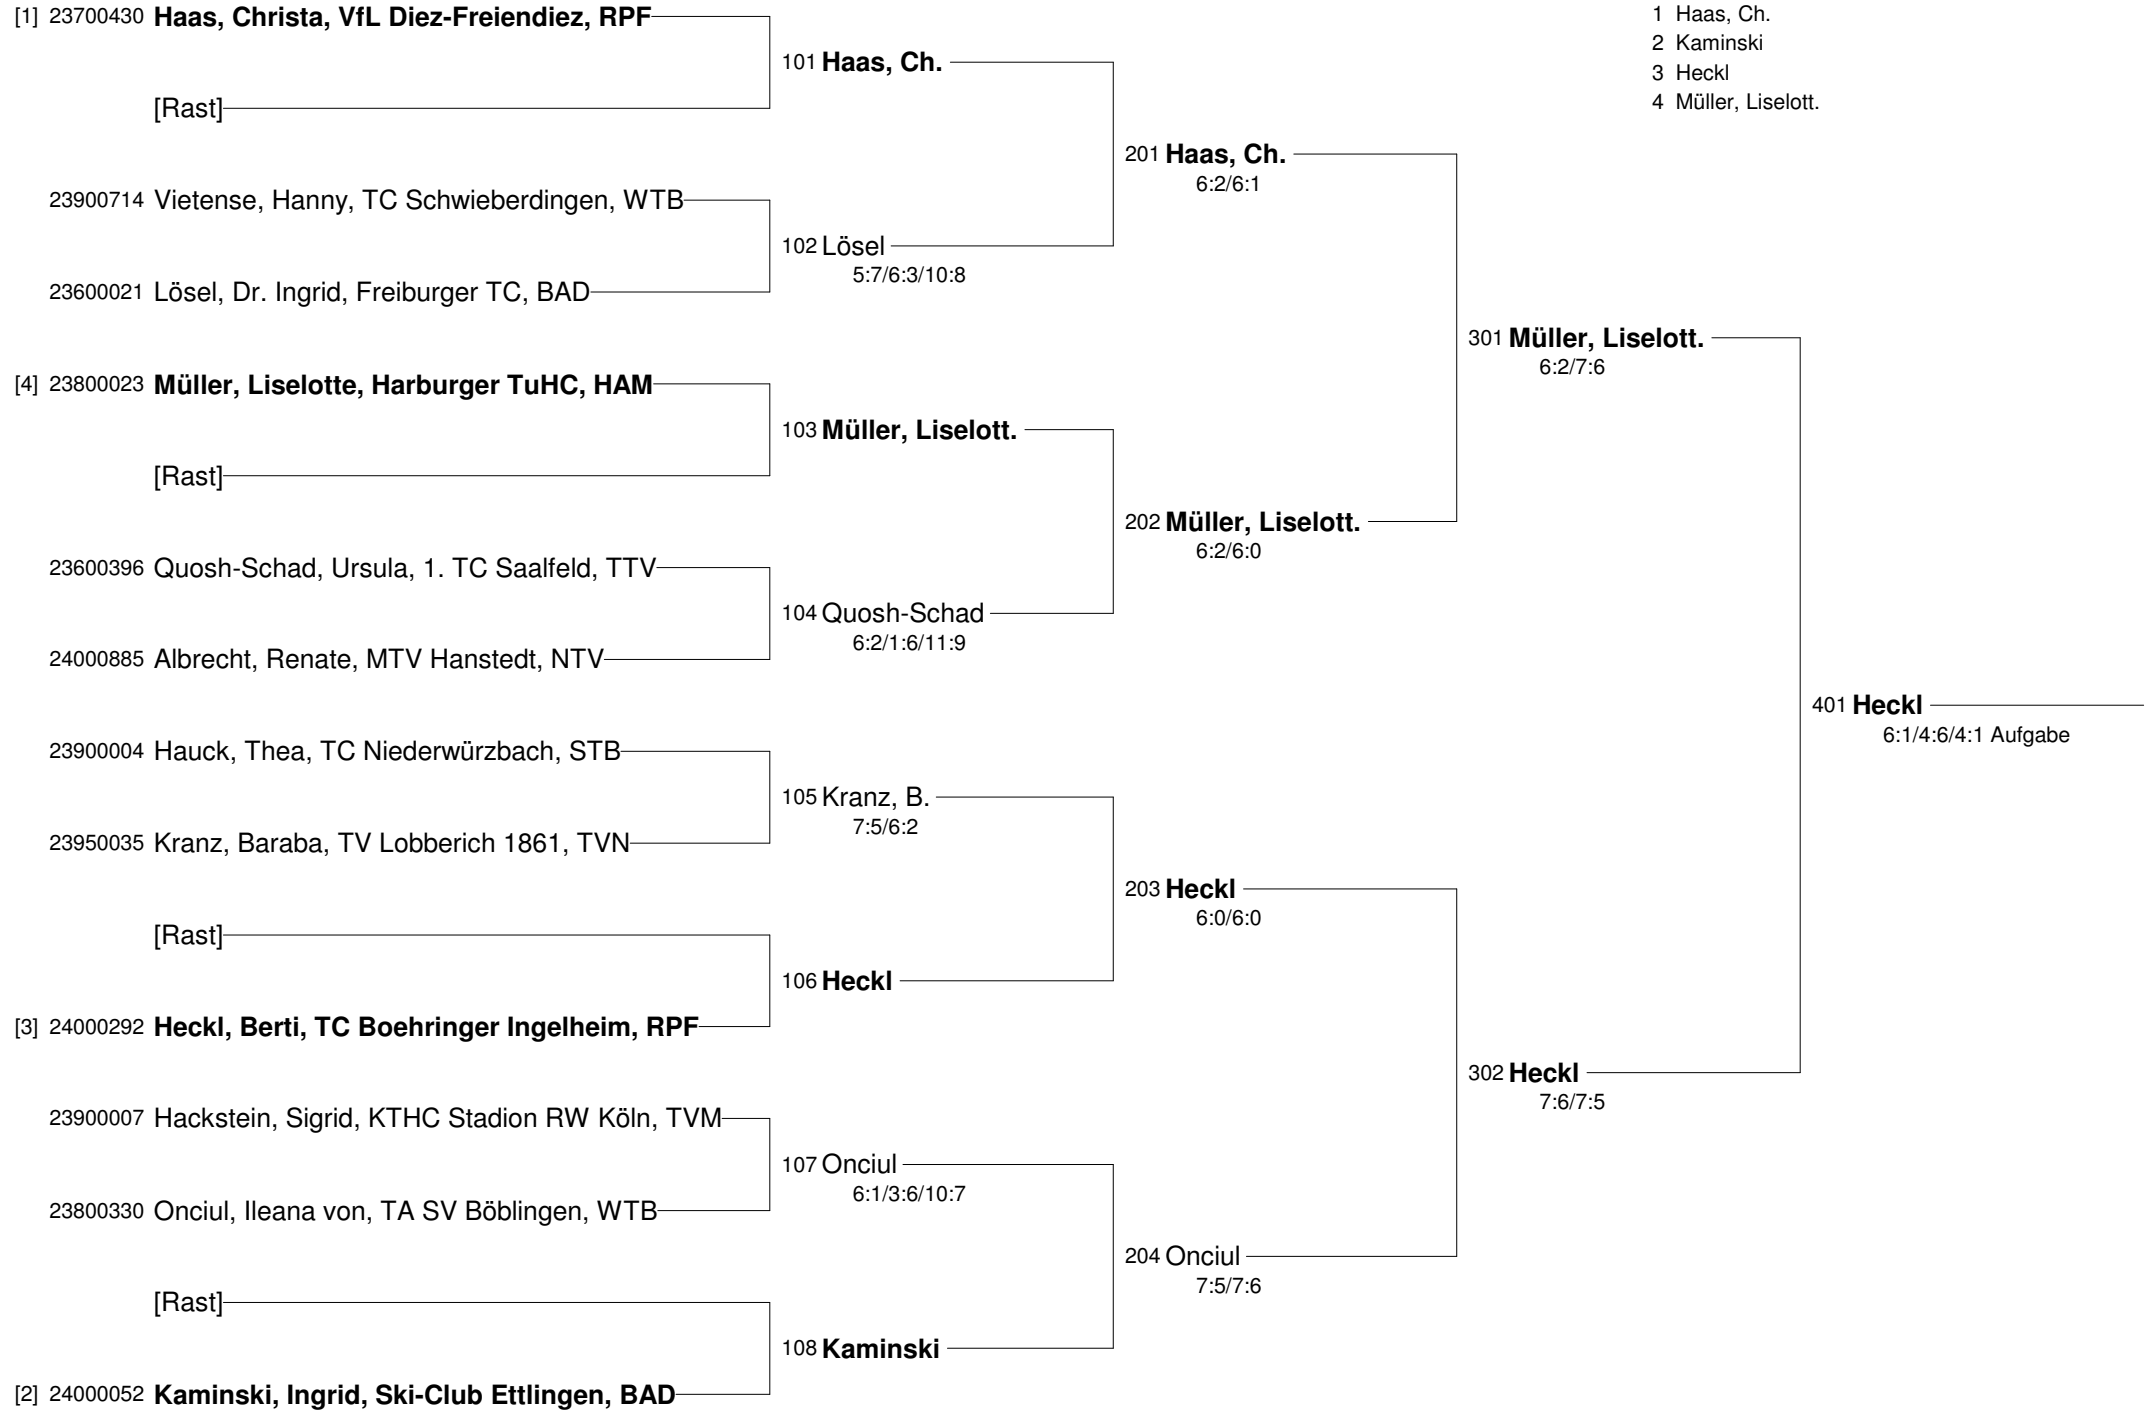 [1] 23700430 Haas, Christa, VfL Diez-Freiendiez, RPF
[Rast]
23900714 Vietense, Hanny, TC Schwieberdingen, WTB
23600021 Lösel, Dr. Ingrid, Freiburger TC, BAD
[4] 23800023 Müller, Liselotte, Harburger TuHC, HAM
[Rast]
23600396 Quosh-Schad, Ursula, 1. TC Saalfeld, TTV
24000885 Albrecht, Renate, MTV Hanstedt, NTV
23900004 Hauck, Thea, TC Niederwürzbach, STB
23950035 Kranz, Baraba, TV Lobberich 1861, TVN
[Rast]
[3] 24000292 Heckl, Berti, TC Boehringer Ingelheim, RPF
23900007 Hackstein, Sigrid, KTHC Stadion RW Köln, TVM
23800330 Onciul, Ileana von, TA SV Böblingen, WTB
[Rast]
[2] 24000052 Kaminski, Ingrid, Ski-Club Ettlingen, BAD
101 Haas, Ch.
102 Lösel
5:7/6:3/10:8
103 Müller, Liselott.
104 Quosh-Schad
6:2/1:6/11:9
105 Kranz, B.
7:5/6:2
106 Heckl
107 Onciul
6:1/3:6/10:7
108 Kaminski
201 Haas, Ch.
6:2/6:1
202 Müller, Liselott.
6:2/6:0
203 Heckl
6:0/6:0
204 Onciul
7:5/7:6
301 Müller, Liselott.
6:2/7:6
302 Heckl
7:6/7:5
401 Heckl
6:1/4:6/4:1 Aufgabe
1 Haas, Ch.
2 Kaminski
3 Heckl
4 Müller, Liselott.